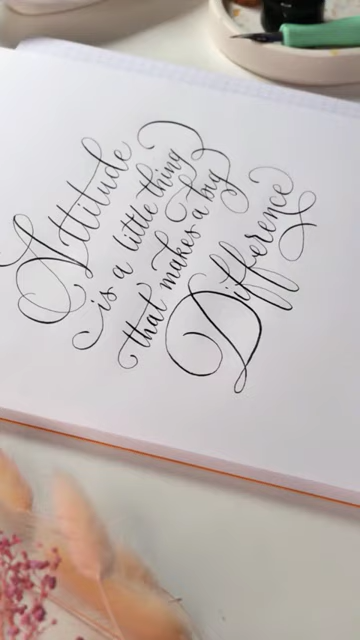 Attitude
is a little thing
that makes a big
Difference